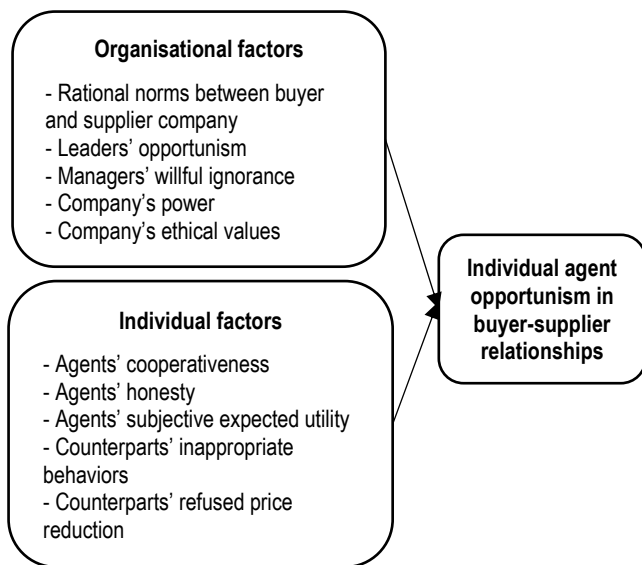 Organisational factors
- Rational norms between buyer
and supplier company
- Leaders’ opportunism
- Managers’ willful ignorance
- Company’s power
- Company’s ethical values
Individual factors
- Agents’ cooperativeness
- Agents’ honesty
- Agents’ subjective expected utility
- Counterparts’ inappropriate
behaviors
- Counterparts’ refused price
reduction
Individual agent
opportunism in
buyer-supplier
relationships